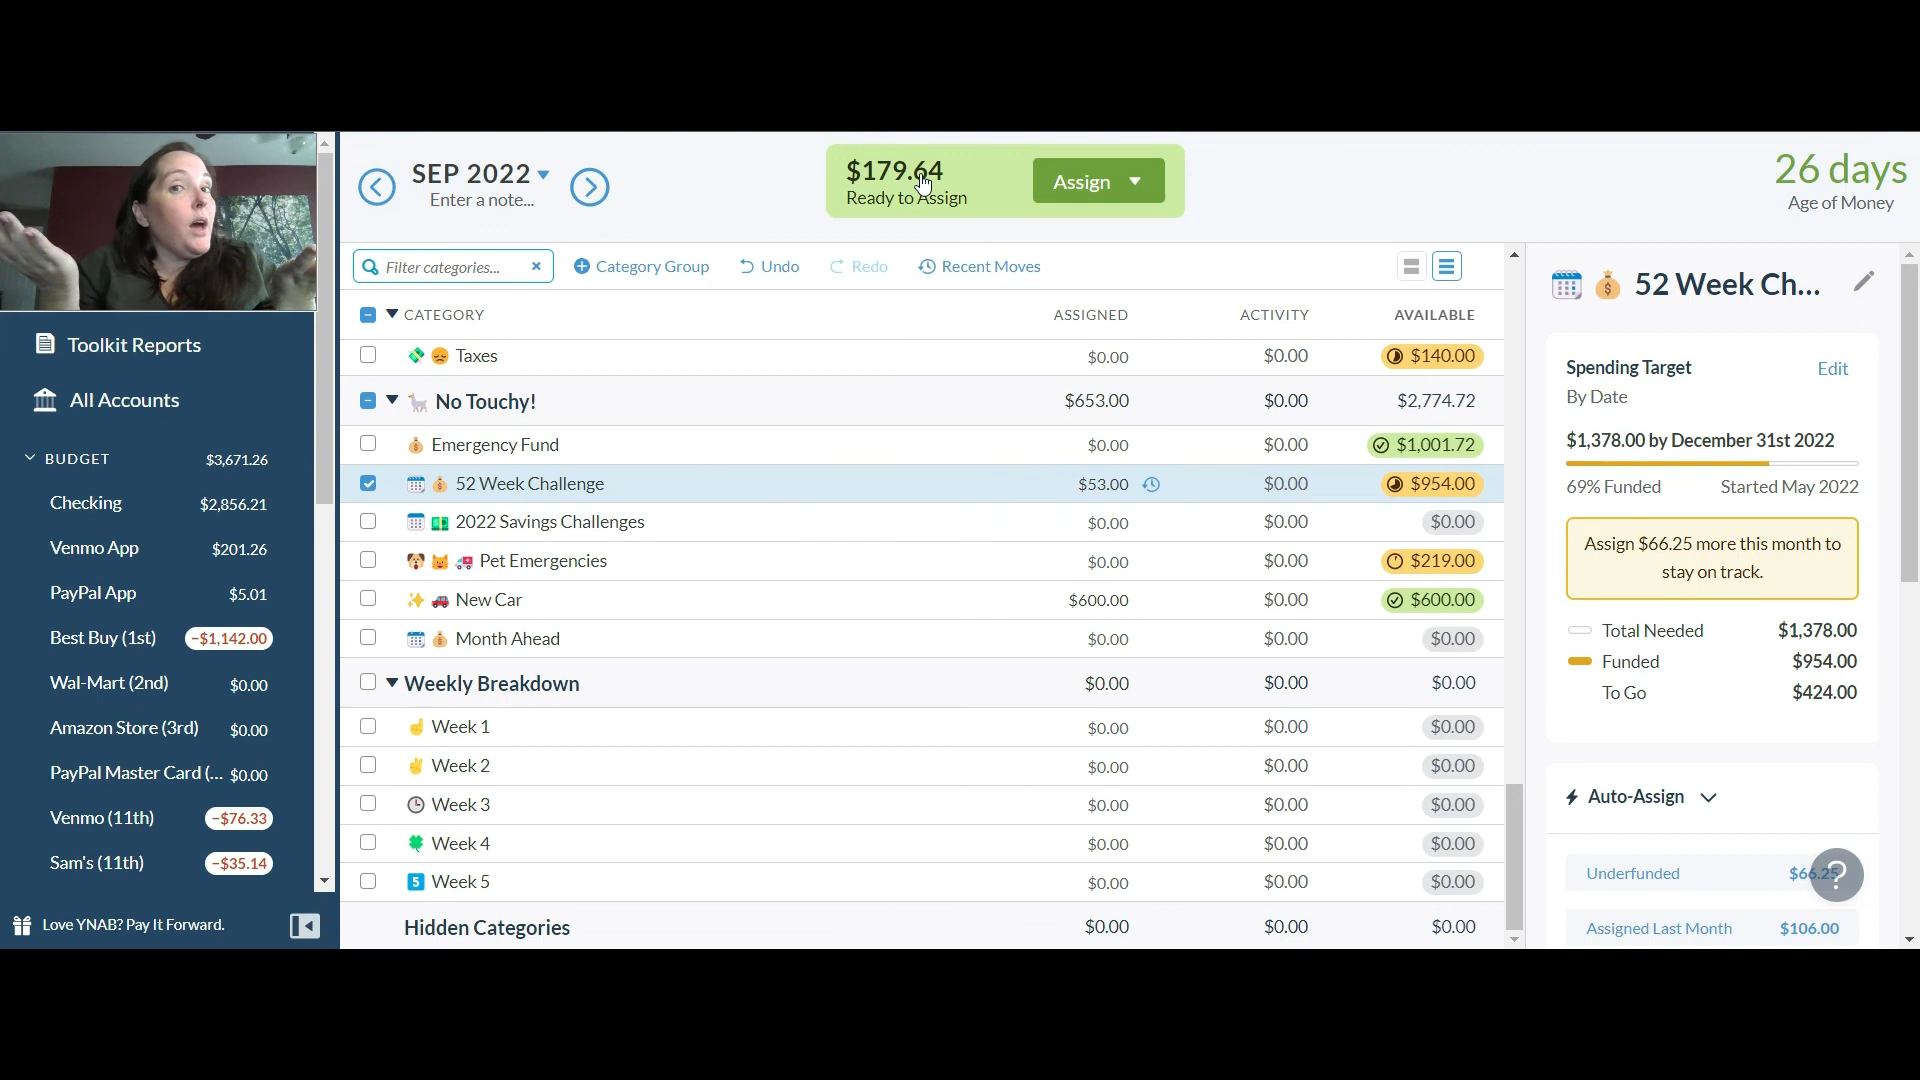 SEP 2022
Enter a note...
$179.64
Ready to Assign
Assign
26 days
Age of Money
Filter categories...
Category Group
Undo
Redo
Recent Moves
Toolkit Reports
All Accounts
BUDGET $3,671.26
Checking $2,856.21
Venmo App $201.26
PayPal App $5.01
Best Buy (1st) -$1,142.00
Wal-Mart (2nd) $0.00
Amazon Store (3rd) $0.00
PayPal Master Card (... $0.00
Venmo (11th) -$76.33
Sam's (11th) -$35.14
Love YNAB? Pay It Forward.
CATEGORY ASSIGNED ACTIVITY AVAILABLE
Taxes $0.00 $0.00 $140.00
No Touchy! $653.00 $0.00 $2,774.72
Emergency Fund $0.00 $0.00 $1,001.72
52 Week Challenge $53.00 $0.00 $954.00
2022 Savings Challenges $0.00 $0.00 $0.00
Pet Emergencies $0.00 $0.00 $219.00
New Car $600.00 $0.00 $600.00
Month Ahead $0.00 $0.00 $0.00
Weekly Breakdown $0.00 $0.00 $0.00
Week 1 $0.00 $0.00 $0.00
Week 2 $0.00 $0.00 $0.00
Week 3 $0.00 $0.00 $0.00
Week 4 $0.00 $0.00 $0.00
5 Week 5 $0.00 $0.00 $0.00
Hidden Categories $0.00 $0.00 $0.00
52 Week Ch...
Spending Target Edit
By Date
$1,378.00 by December 31st 2022
69% Funded Started May 2022
Assign $66.25 more this month to
stay on track.
Total Needed $1,378.00
Funded $954.00
To Go $424.00
Auto-Assign
Underfunded $66.25
?
Assigned Last Month $106.00